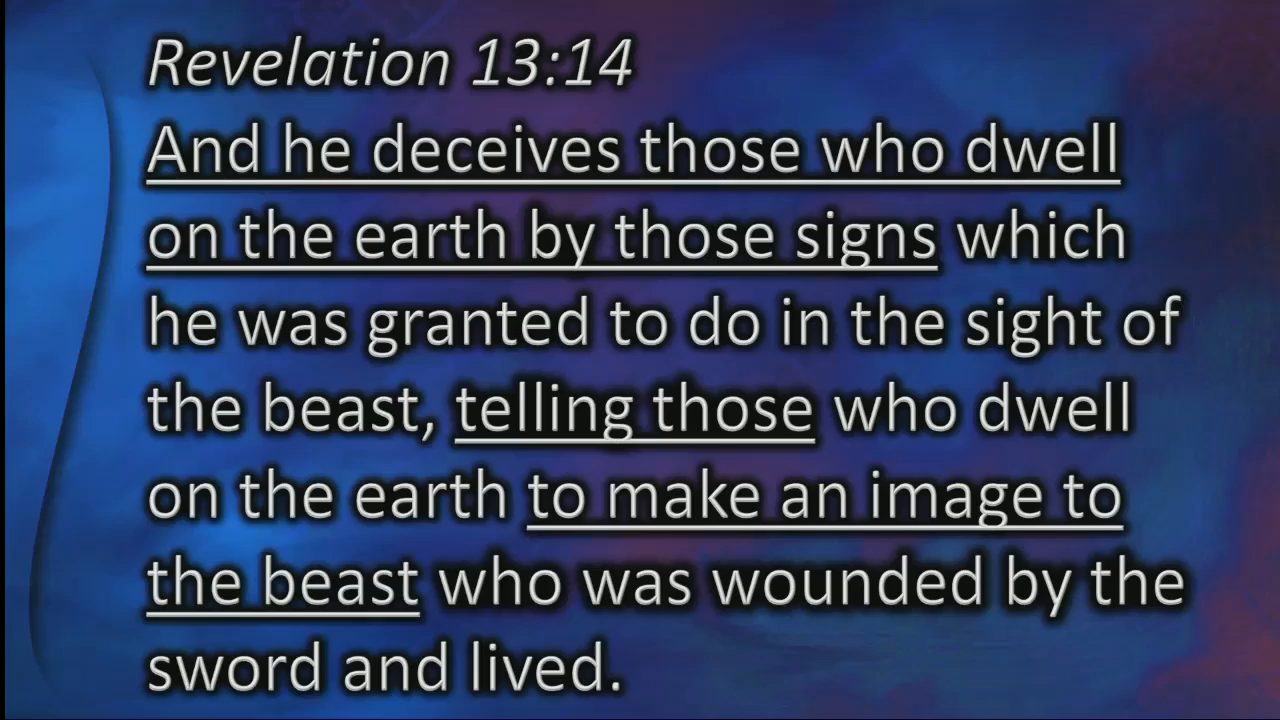 Revelation 13:14
And he deceives those who dwell
on the earth by those signs which
he was granted to do in the sight of
the beast, telling those who dwell
on the earth to make an image to
the beast who was wounded by the
sword and lived.